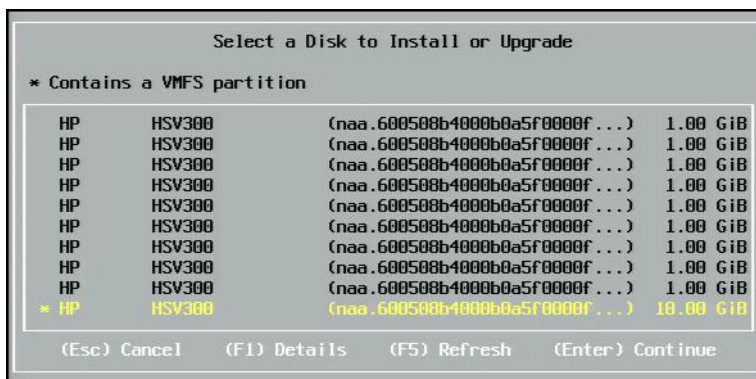 Select a Disk to Install or Upgrade
* Contains a VMFS partition
HP HSV300 (naa.600508b4000b0a5f0000f...) 1.00 GiB
HP HSV300 (naa.600508b4000b0a5f0000f...) 1.00 GiB
HP HSV300 (naa.600508b4000b0a5f0000f...) 1.00 GiB
HP HSV300 (naa.600508b4000b0a5f0000f...) 1.00 GiB
HP HSV300 (naa.600508b4000b0a5f0000f...) 1.00 GiB
HP HSV300 (naa.600508b4000b0a5f0000f...) 1.00 GiB
HP HSV300 (naa.600508b4000b0a5f0000f...) 1.00 GiB
HP HSV300 (naa.600508b4000b0a5f0000f...) 1.00 GiB
HP HSV300 (naa.600508b4000b0a5f0000f...) 1.00 GiB
* HP HSV300 (naa.600508b4000b0a5f0000f...) 10.00 GiB
(Esc) Cancel (F1) Details (F5) Refresh (Enter) Continue